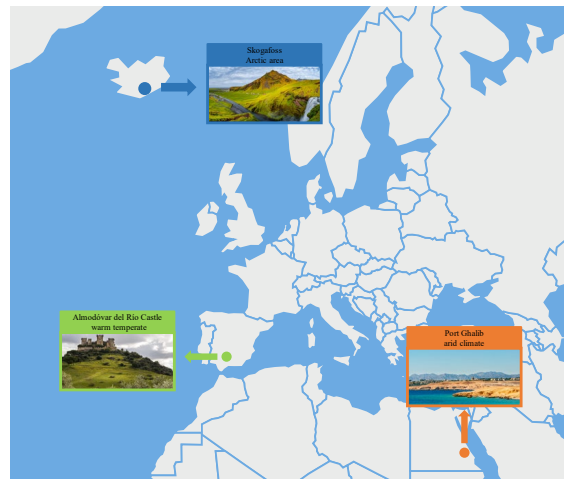 Skogafoss
Arctic area
Almodóvar del Río Castle
warm temperate
Port Ghalib
arid climate